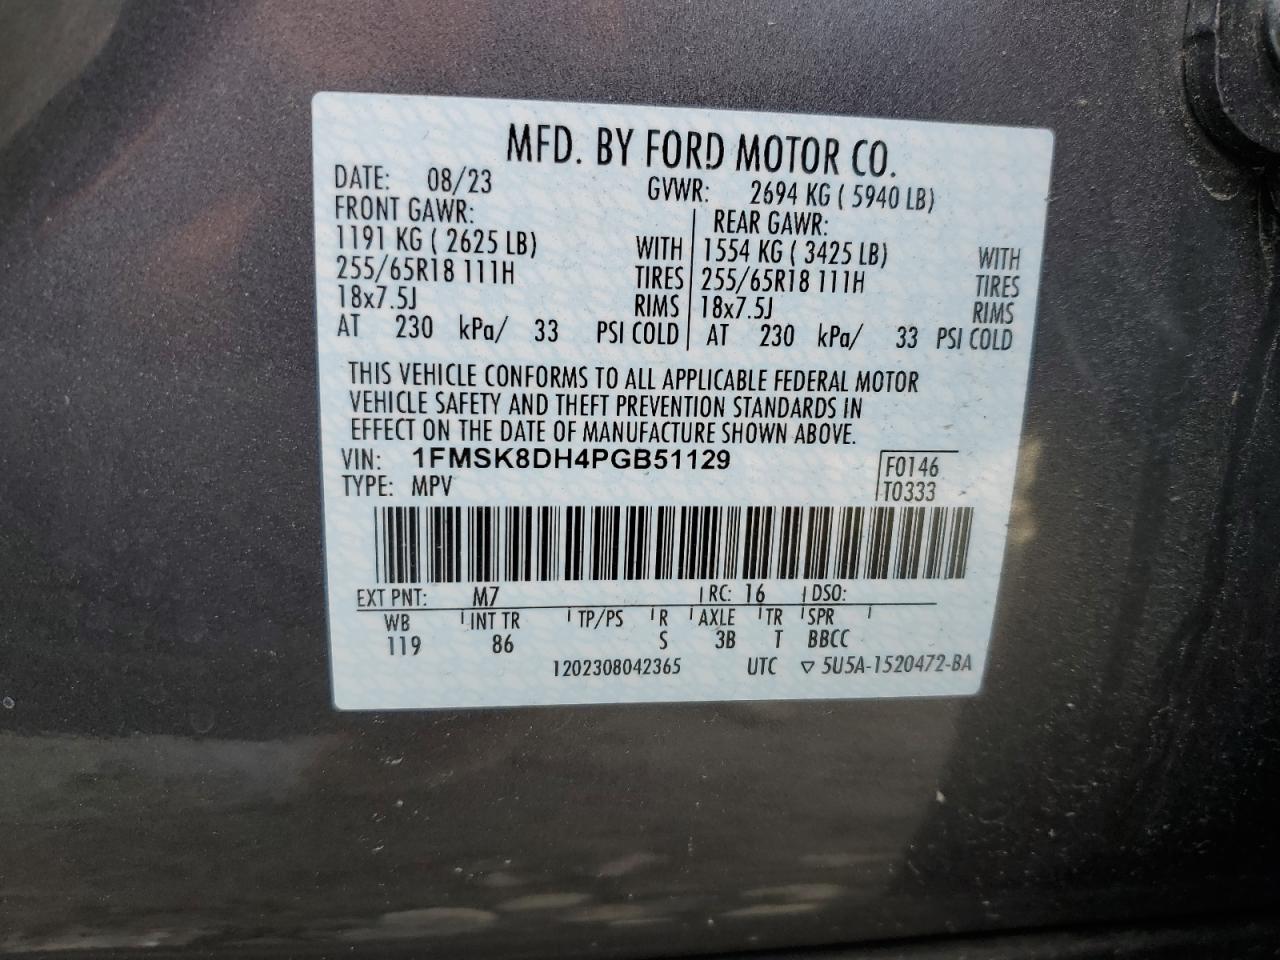 MFD. BY FORD MOTOR CO.
DATE: 08/23 GVWR: 2694 KG ( 5940 LB)
FRONT GAWR: REAR GAWR:
1191 KG ( 2625 LB) WITH 1554 KG ( 3425 LB) WITH
255/65R18 111H TIRES 255/65R18 111H TIRES
18x7.5J RIMS 18x7.5J RIMS
AT 230 kPa/ 33 PSI COLD AT 230 kPa/ 33 PSI COLD
THIS VEHICLE CONFORMS TO ALL APPLICABLE FEDERAL MOTOR
VEHICLE SAFETY AND THEFT PREVENTION STANDARDS IN
EFFECT ON THE DATE OF MANUFACTURE SHOWN ABOVE.
VIN: 1FMSK8DH4PGB51129 F0146
TYPE: MPV T0333
EXT PNT: M7 RC: 16 DSO:
WB INT TR TP/PS R AXLE TR SPR
119 86 S 3B T BBCC
1202308042365 UTC ▽ 5U5A-1520472-BA